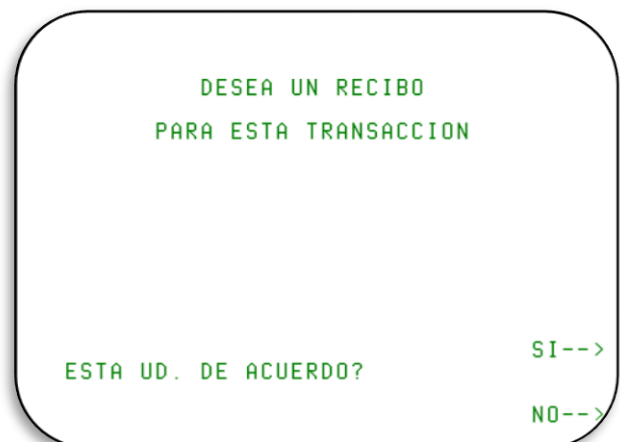 DESEA UN RECIBO
PARA ESTA TRANSACCION
SI-->
ESTA UD. DE ACUERDO?
NO-->